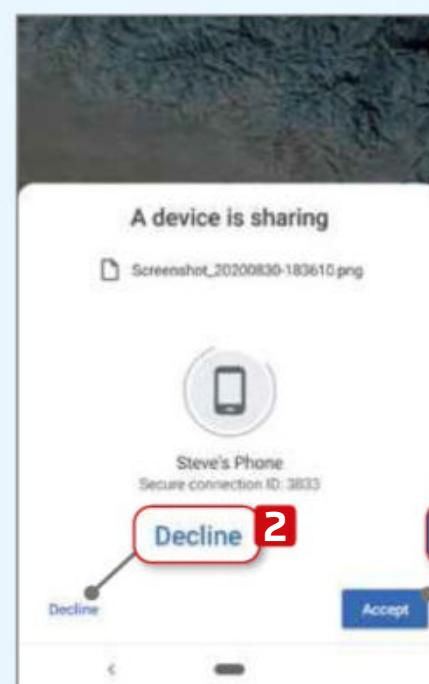 A device is sharing
Screenshot_20200830-183610.png
Steve's Phone
Secure connection ID: 3833
Decline 2
Decline
Accept